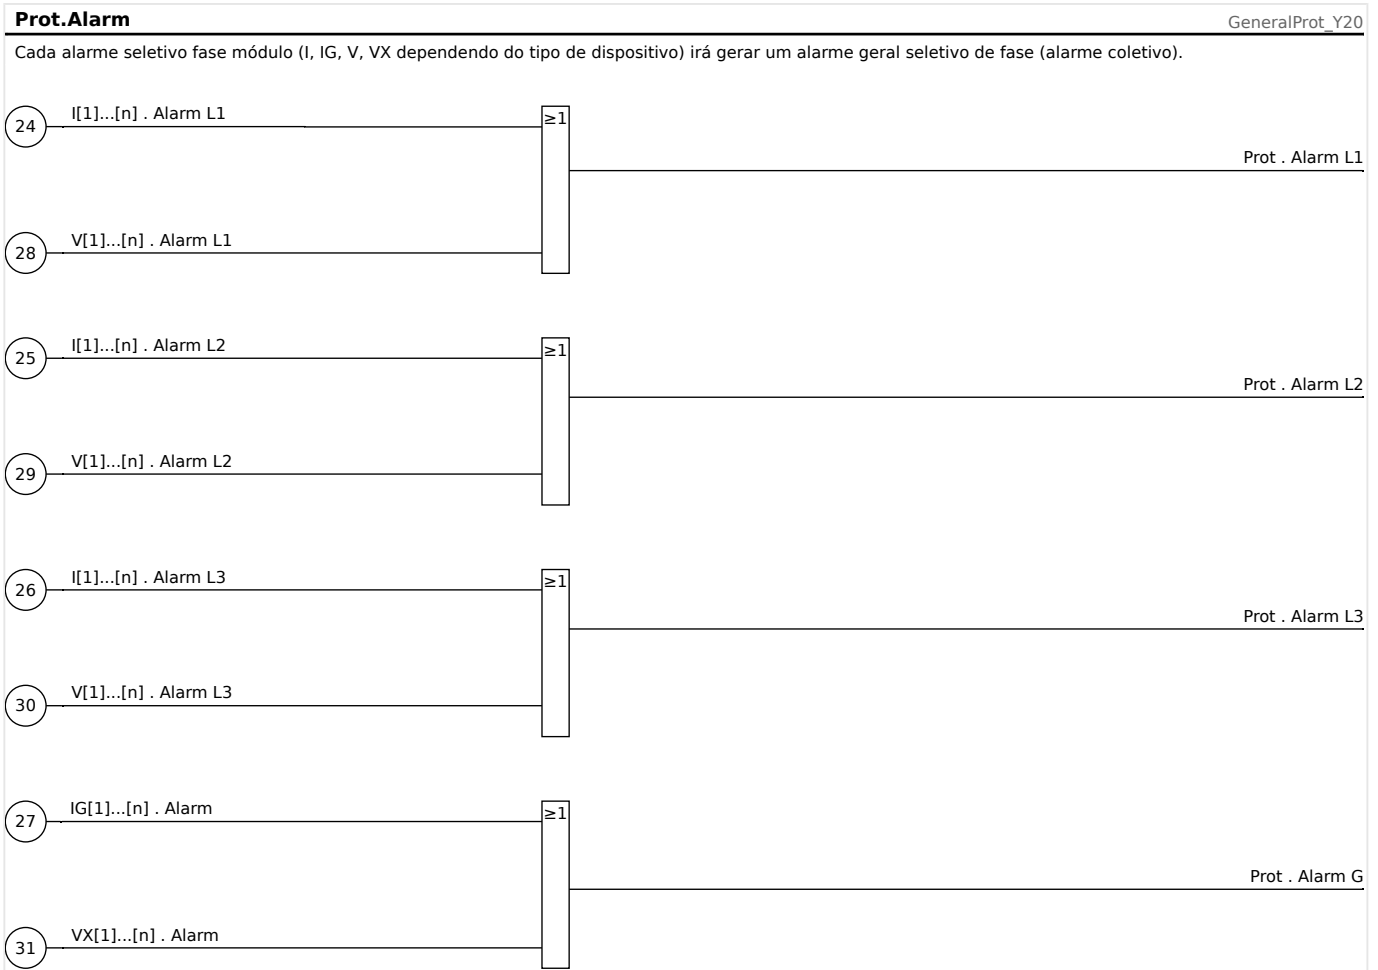 Prot.Alarm
GeneralProt_Y20
Cada alarme seletivo fase módulo (I, IG, V, VX dependendo do tipo de dispositivo) irá gerar um alarme geral seletivo de fase (alarme coletivo).
24
I[1]...[n] . Alarm L1
≥1
Prot . Alarm L1
28
V[1]...[n] . Alarm L1
25
I[1]...[n] . Alarm L2
≥1
Prot . Alarm L2
29
V[1]...[n] . Alarm L2
26
I[1]...[n] . Alarm L3
≥1
Prot . Alarm L3
30
V[1]...[n] . Alarm L3
27
IG[1]...[n] . Alarm
≥1
Prot . Alarm G
31
VX[1]...[n] . Alarm